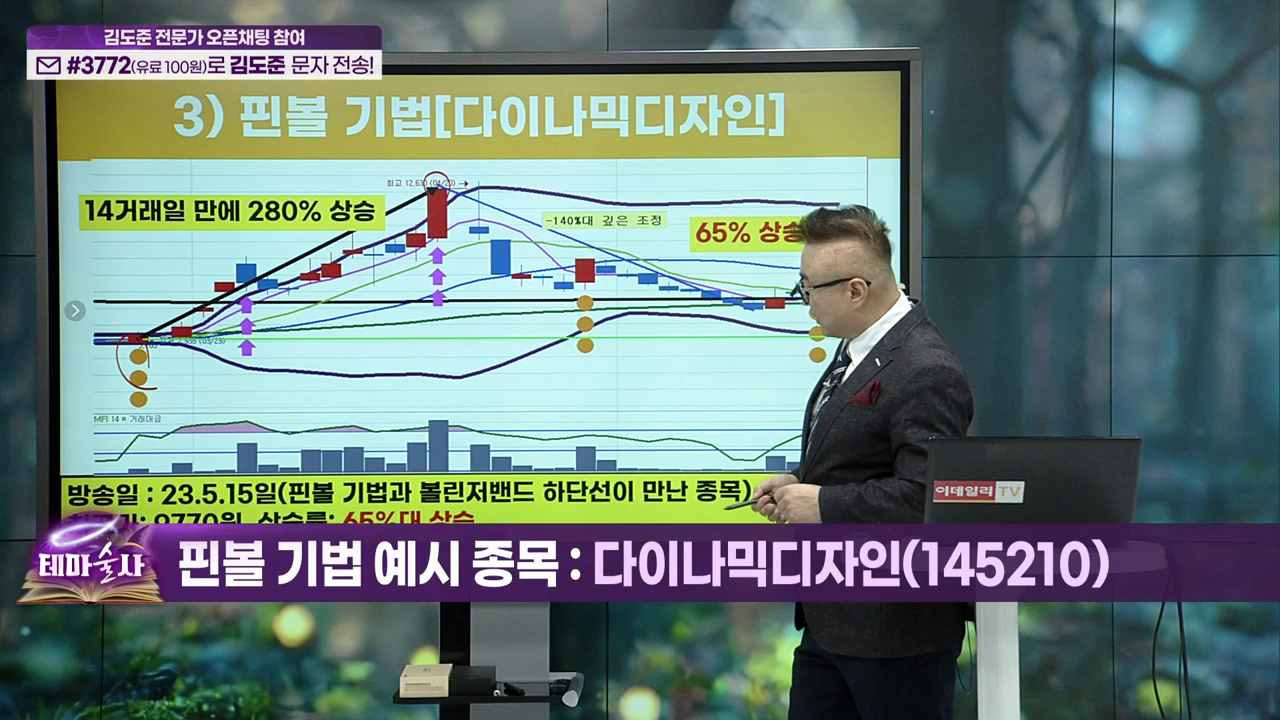 김도준 전문가 오픈채팅 참여
#3772(유료 100원)로 김도준 문자 전송!
3) 핀볼 기법[다이나믹디자인]
최고 12,630 (04/20)
14거래일 만에 280% 상승
-140%대 깊은 조정
65% 상승
MFI 14 거래대금
방송일 : 23.5.15일(핀볼 기법과 볼린저밴드 하단선이 만난 종목)
65%대 상승
테마술사
핀볼 기법 예시 종목 : 다이나믹디자인(145210)
이데일리TV